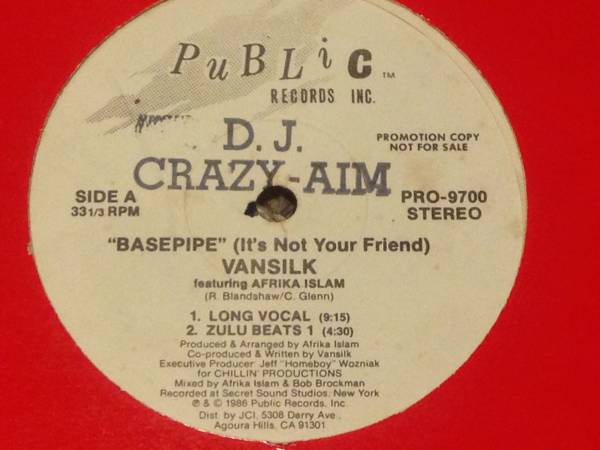 PuBLiC TM
RECORDS INC.
D.J.
CRAZY-AIM
PROMOTION COPY
NOT FOR SALE
SIDE A
33 1/3 RPM
PRO-9700
STEREO
"BASEPIPE" (It's Not Your Friend)
VANSILK
featuring AFRIKA ISLAM
(R. Blandshaw/C. Glenn)
1. LONG VOCAL (9:15)
2. ZULU BEATS 1 (4:30)
Produced & Arranged by Afrika Islam
Co-produced & Written by Vansilk
Executive Producer: Jeff "Homeboy" Wozniak
for CHILLIN' PRODUCTIONS
Mixed by Afrika Islam & Bob Brockman
Recorded at Secret Sound Studios, New York
℗ & © 1986 Public Records, Inc.
Dist. by JCI, 5308 Derry Ave.,
Agoura Hills, CA 91301